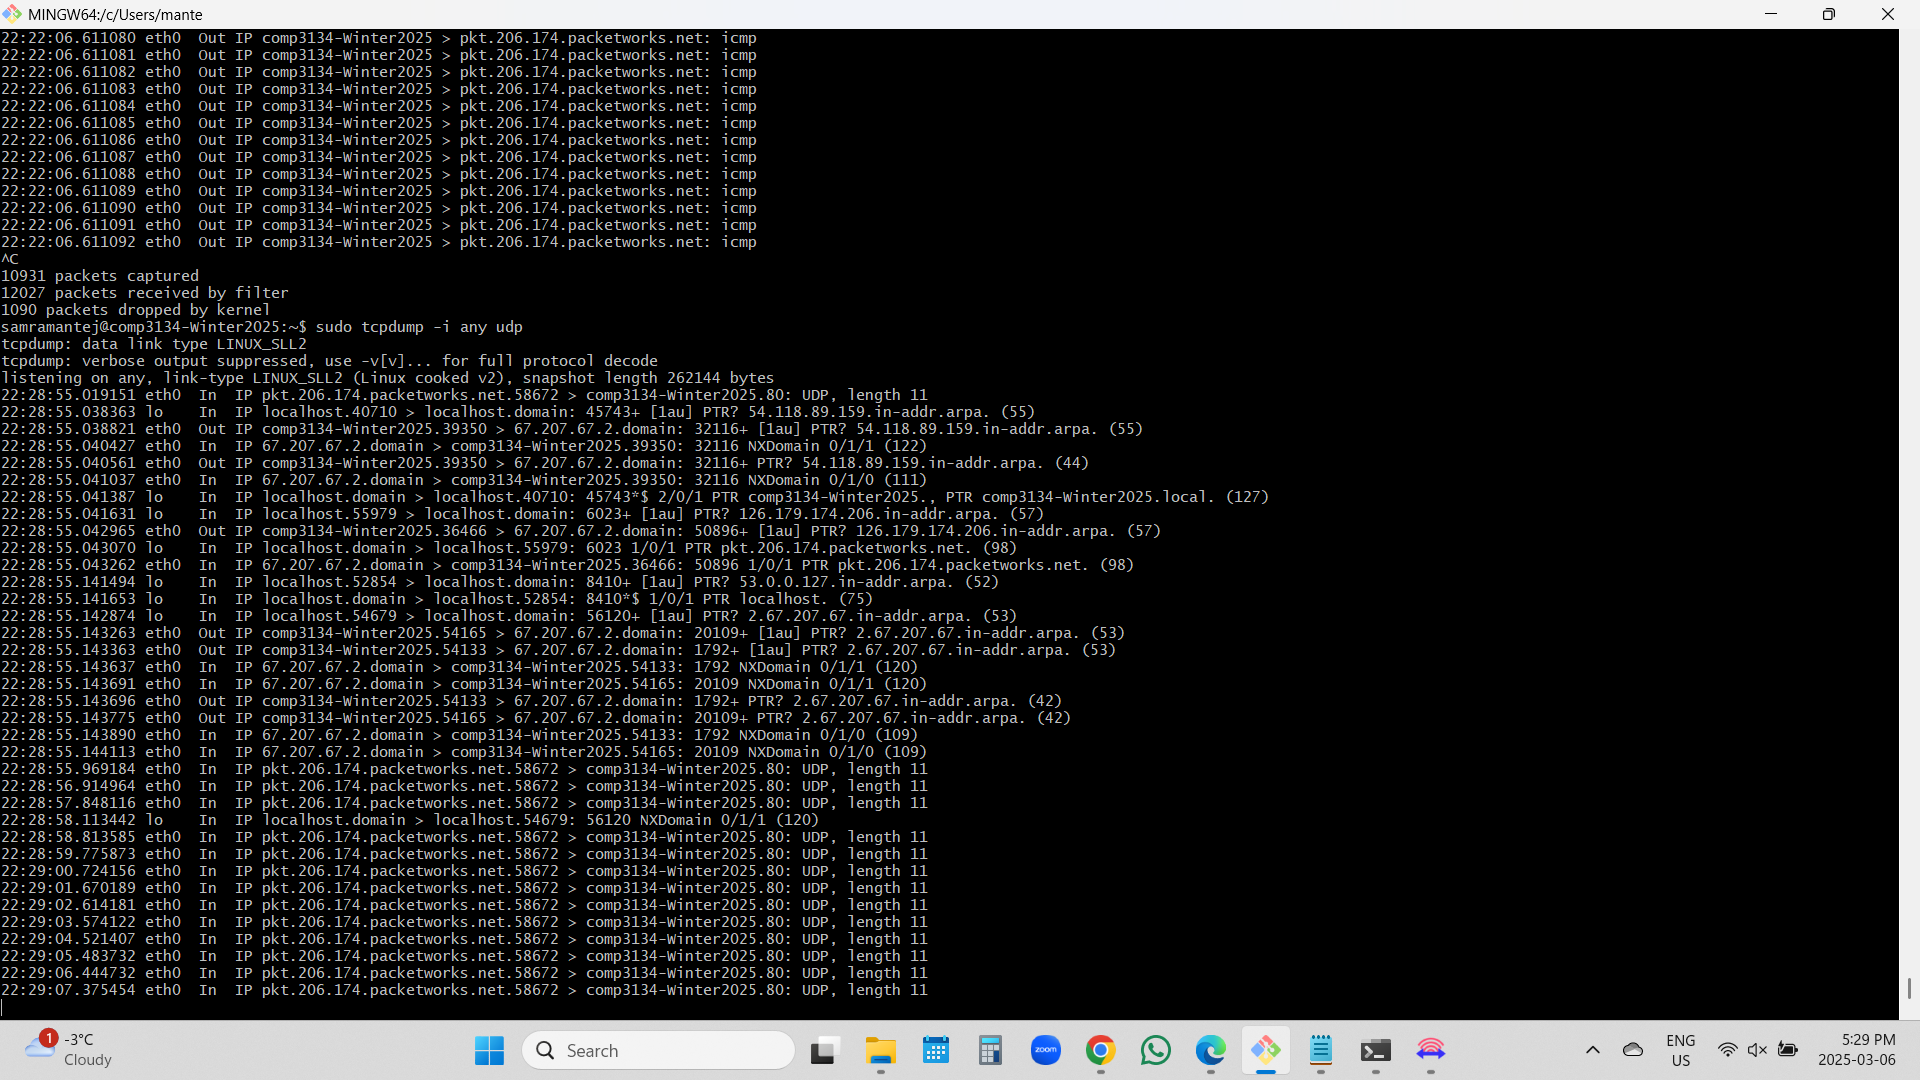 MINGW64:/c/Users/mante
22:22:06.611080 eth0  Out IP comp3134-Winter2025 > pkt.206.174.packetworks.net: icmp
22:22:06.611081 eth0  Out IP comp3134-Winter2025 > pkt.206.174.packetworks.net: icmp
22:22:06.611082 eth0  Out IP comp3134-Winter2025 > pkt.206.174.packetworks.net: icmp
22:22:06.611083 eth0  Out IP comp3134-Winter2025 > pkt.206.174.packetworks.net: icmp
22:22:06.611084 eth0  Out IP comp3134-Winter2025 > pkt.206.174.packetworks.net: icmp
22:22:06.611085 eth0  Out IP comp3134-Winter2025 > pkt.206.174.packetworks.net: icmp
22:22:06.611086 eth0  Out IP comp3134-Winter2025 > pkt.206.174.packetworks.net: icmp
22:22:06.611087 eth0  Out IP comp3134-Winter2025 > pkt.206.174.packetworks.net: icmp
22:22:06.611088 eth0  Out IP comp3134-Winter2025 > pkt.206.174.packetworks.net: icmp
22:22:06.611089 eth0  Out IP comp3134-Winter2025 > pkt.206.174.packetworks.net: icmp
22:22:06.611090 eth0  Out IP comp3134-Winter2025 > pkt.206.174.packetworks.net: icmp
22:22:06.611091 eth0  Out IP comp3134-Winter2025 > pkt.206.174.packetworks.net: icmp
22:22:06.611092 eth0  Out IP comp3134-Winter2025 > pkt.206.174.packetworks.net: icmp
^C
10931 packets captured
12027 packets received by filter
1090 packets dropped by kernel
samramantej@comp3134-Winter2025:~$ sudo tcpdump -i any udp
tcpdump: data link type LINUX_SLL2
tcpdump: verbose output suppressed, use -v[v]... for full protocol decode
listening on any, link-type LINUX_SLL2 (Linux cooked v2), snapshot length 262144 bytes
22:28:55.019151 eth0  In  IP pkt.206.174.packetworks.net.58672 > comp3134-Winter2025.80: UDP, length 11
22:28:55.038363 lo    In  IP localhost.40710 > localhost.domain: 45743+ [1au] PTR? 54.118.89.159.in-addr.arpa. (55)
22:28:55.038821 eth0  Out IP comp3134-Winter2025.39350 > 67.207.67.2.domain: 32116+ [1au] PTR? 54.118.89.159.in-addr.arpa. (55)
22:28:55.040427 eth0  In  IP 67.207.67.2.domain > comp3134-Winter2025.39350: 32116 NXDomain 0/1/1 (122)
22:28:55.040561 eth0  Out IP comp3134-Winter2025.39350 > 67.207.67.2.domain: 32116+ PTR? 54.118.89.159.in-addr.arpa. (44)
22:28:55.041037 eth0  In  IP 67.207.67.2.domain > comp3134-Winter2025.39350: 32116 NXDomain 0/1/0 (111)
22:28:55.041387 lo    In  IP localhost.domain > localhost.40710: 45743*$ 2/0/1 PTR comp3134-Winter2025., PTR comp3134-Winter2025.local. (127)
22:28:55.041631 lo    In  IP localhost.55979 > localhost.domain: 6023+ [1au] PTR? 126.179.174.206.in-addr.arpa. (57)
22:28:55.042965 eth0  Out IP comp3134-Winter2025.36466 > 67.207.67.2.domain: 50896+ [1au] PTR? 126.179.174.206.in-addr.arpa. (57)
22:28:55.043070 lo    In  IP localhost.domain > localhost.55979: 6023 1/0/1 PTR pkt.206.174.packetworks.net. (98)
22:28:55.043262 eth0  In  IP 67.207.67.2.domain > comp3134-Winter2025.36466: 50896 1/0/1 PTR pkt.206.174.packetworks.net. (98)
22:28:55.141494 lo    In  IP localhost.52854 > localhost.domain: 8410+ [1au] PTR? 53.0.0.127.in-addr.arpa. (52)
22:28:55.141653 lo    In  IP localhost.domain > localhost.52854: 8410*$ 1/0/1 PTR localhost. (75)
22:28:55.142874 lo    In  IP localhost.54679 > localhost.domain: 56120+ [1au] PTR? 2.67.207.67.in-addr.arpa. (53)
22:28:55.143263 eth0  Out IP comp3134-Winter2025.54165 > 67.207.67.2.domain: 20109+ [1au] PTR? 2.67.207.67.in-addr.arpa. (53)
22:28:55.143363 eth0  Out IP comp3134-Winter2025.54133 > 67.207.67.2.domain: 1792+ [1au] PTR? 2.67.207.67.in-addr.arpa. (53)
22:28:55.143637 eth0  In  IP 67.207.67.2.domain > comp3134-Winter2025.54133: 1792 NXDomain 0/1/1 (120)
22:28:55.143691 eth0  In  IP 67.207.67.2.domain > comp3134-Winter2025.54165: 20109 NXDomain 0/1/1 (120)
22:28:55.143696 eth0  Out IP comp3134-Winter2025.54133 > 67.207.67.2.domain: 1792+ PTR? 2.67.207.67.in-addr.arpa. (42)
22:28:55.143775 eth0  Out IP comp3134-Winter2025.54165 > 67.207.67.2.domain: 20109+ PTR? 2.67.207.67.in-addr.arpa. (42)
22:28:55.143890 eth0  In  IP 67.207.67.2.domain > comp3134-Winter2025.54133: 1792 NXDomain 0/1/0 (109)
22:28:55.144113 eth0  In  IP 67.207.67.2.domain > comp3134-Winter2025.54165: 20109 NXDomain 0/1/0 (109)
22:28:55.969184 eth0  In  IP pkt.206.174.packetworks.net.58672 > comp3134-Winter2025.80: UDP, length 11
22:28:56.914964 eth0  In  IP pkt.206.174.packetworks.net.58672 > comp3134-Winter2025.80: UDP, length 11
22:28:57.848116 eth0  In  IP pkt.206.174.packetworks.net.58672 > comp3134-Winter2025.80: UDP, length 11
22:28:58.113442 lo    In  IP localhost.domain > localhost.54679: 56120 NXDomain 0/1/1 (120)
22:28:58.813585 eth0  In  IP pkt.206.174.packetworks.net.58672 > comp3134-Winter2025.80: UDP, length 11
22:28:59.775873 eth0  In  IP pkt.206.174.packetworks.net.58672 > comp3134-Winter2025.80: UDP, length 11
22:29:00.724156 eth0  In  IP pkt.206.174.packetworks.net.58672 > comp3134-Winter2025.80: UDP, length 11
22:29:01.670189 eth0  In  IP pkt.206.174.packetworks.net.58672 > comp3134-Winter2025.80: UDP, length 11
22:29:02.614181 eth0  In  IP pkt.206.174.packetworks.net.58672 > comp3134-Winter2025.80: UDP, length 11
22:29:03.574122 eth0  In  IP pkt.206.174.packetworks.net.58672 > comp3134-Winter2025.80: UDP, length 11
22:29:04.521407 eth0  In  IP pkt.206.174.packetworks.net.58672 > comp3134-Winter2025.80: UDP, length 11
22:29:05.483732 eth0  In  IP pkt.206.174.packetworks.net.58672 > comp3134-Winter2025.80: UDP, length 11
22:29:06.444732 eth0  In  IP pkt.206.174.packetworks.net.58672 > comp3134-Winter2025.80: UDP, length 11
22:29:07.375454 eth0  In  IP pkt.206.174.packetworks.net.58672 > comp3134-Winter2025.80: UDP, length 11
1
-3°C
Cloudy
Search
zoom
ENG
US
5:29 PM
2025-03-06